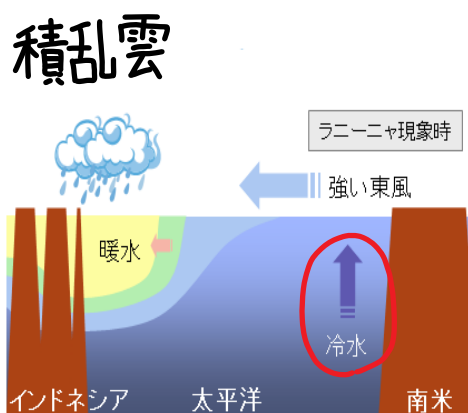 積乱雲
ラニーニャ現象時
強い東風
暖水
冷水
インドネシア
太平洋
南米